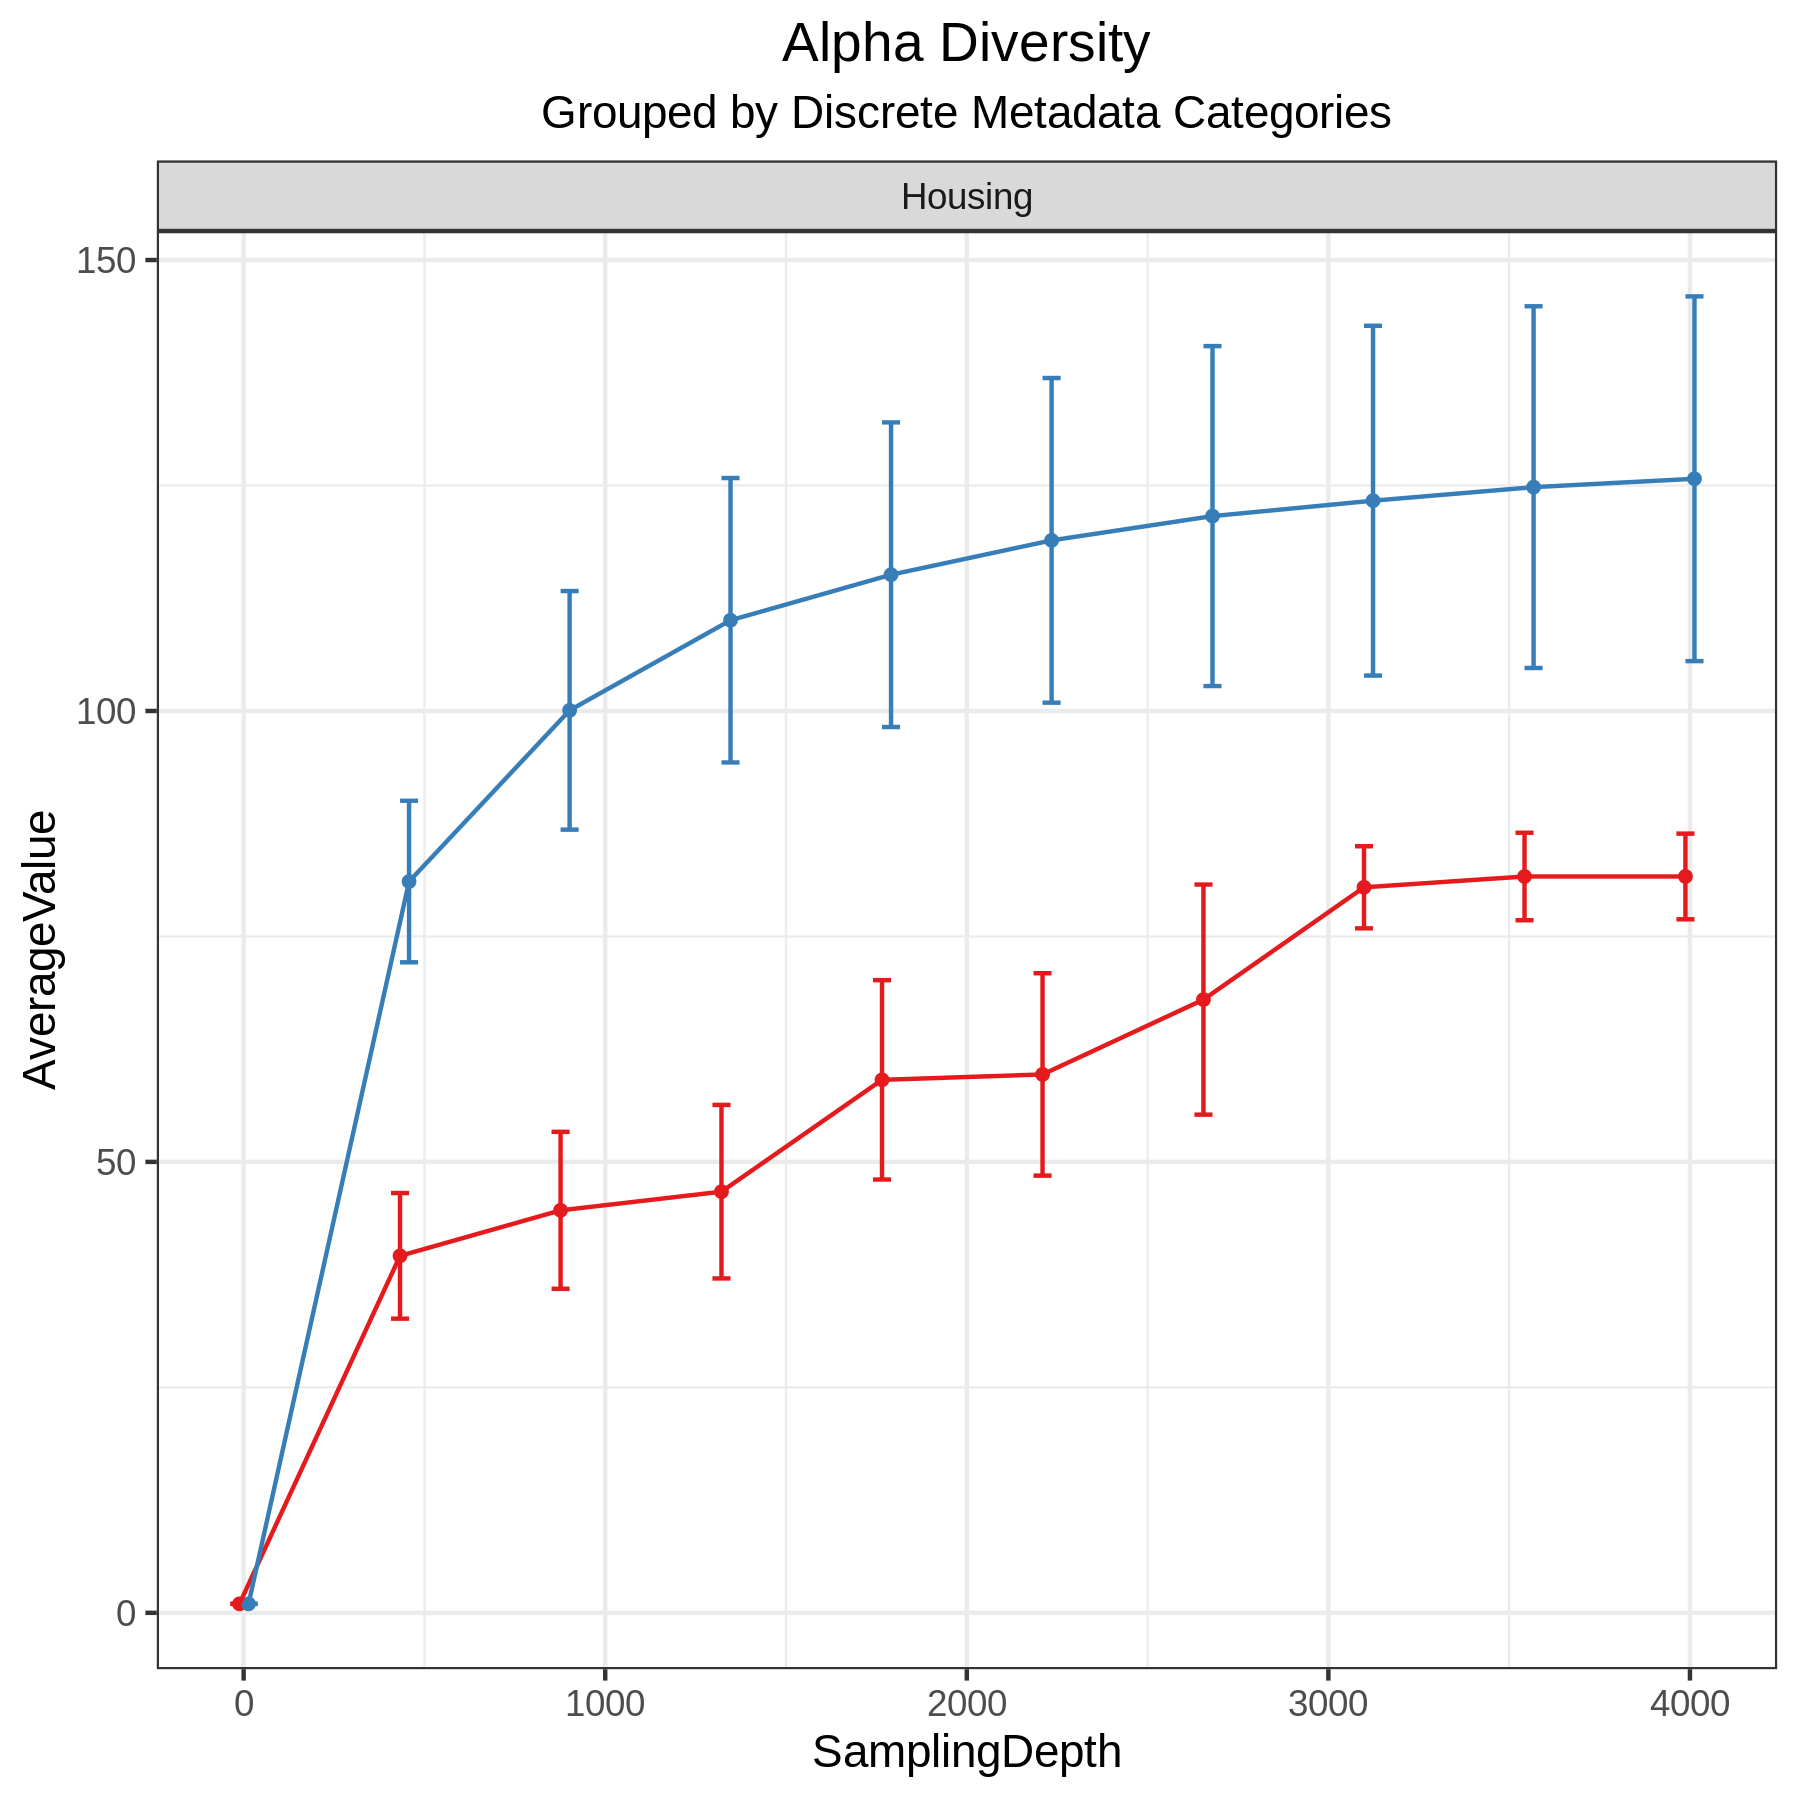 Alpha Diversity
Grouped by Discrete Metadata Categories
Housing
150
100
50
0
AverageValue
0 1000 2000 3000 4000
SamplingDepth